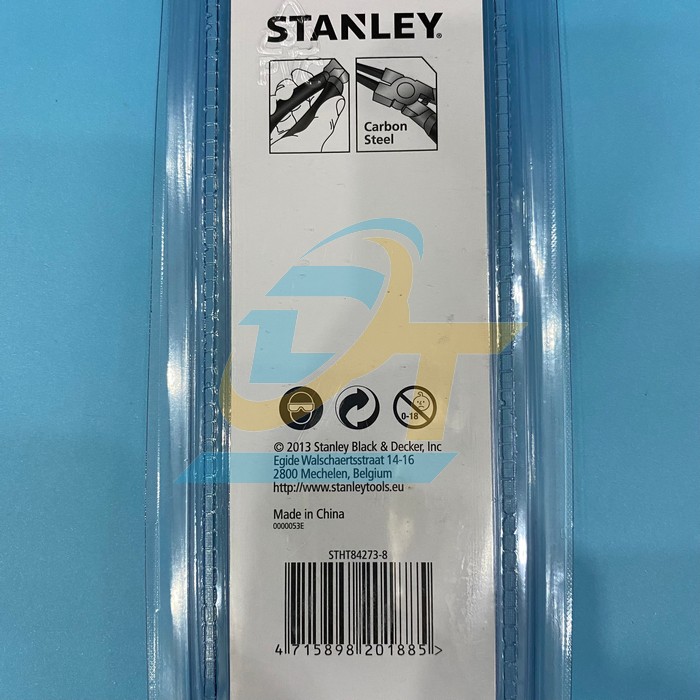 STANLEY®
Carbon
Steel
DT
0-18
© 2013 Stanley Black & Decker, Inc
Egide Walschaertsstraat 14-16
2800 Mechelen, Belgium
http://www.stanleytools.eu
Made in China
0000053E
STHT84273-8
4 715898 201885 >